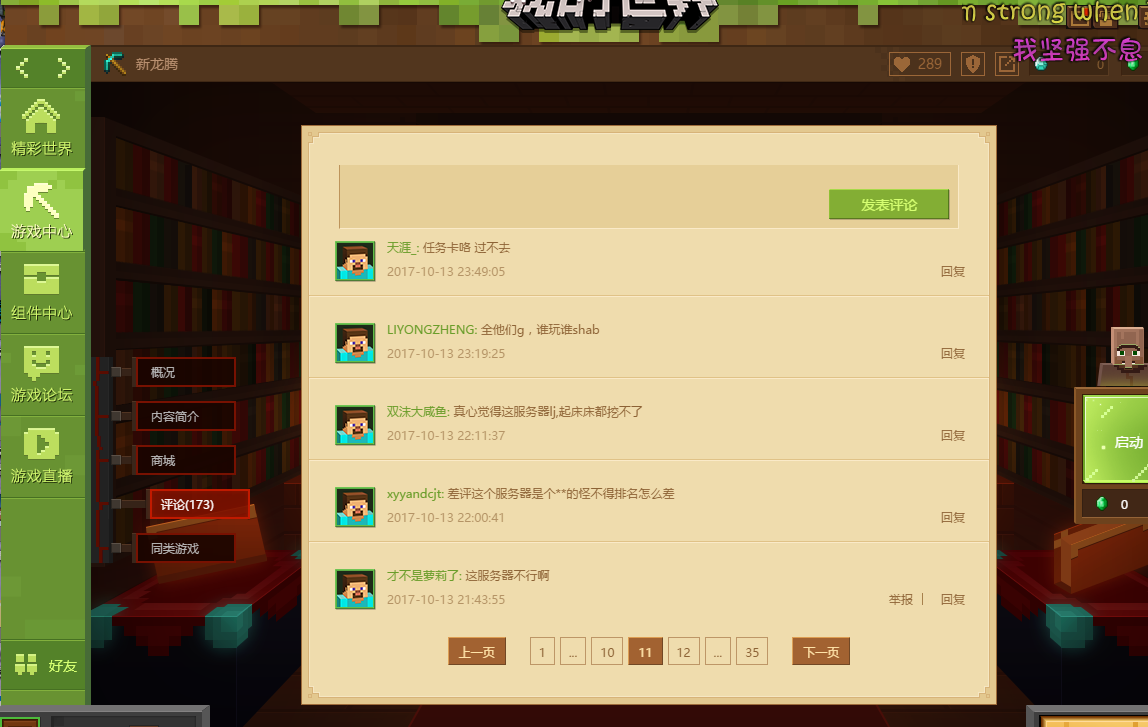 我的世界
n strong when
我坚强不息
新龙腾
289
0
精彩世界
游戏中心
组件中心
游戏论坛
游戏直播
好友
概况
内容简介
商城
评论(173)
同类游戏
发表评论
天涯_: 任务卡咯 过不去
2017-10-13 23:49:05
回复
LIYONGZHENG: 全他们g，谁玩谁shab
2017-10-13 23:19:25
回复
双沫大咸鱼: 真心觉得这服务器lj,起床床都挖不了
2017-10-13 22:11:37
回复
xyyandcjt: 差评这个服务器是个**的怪不得排名怎么差
2017-10-13 22:00:41
回复
才不是萝莉了: 这服务器不行啊
2017-10-13 21:43:55
举报 | 回复
上一页 1 ... 10 11 12 ... 35 下一页
启动
0